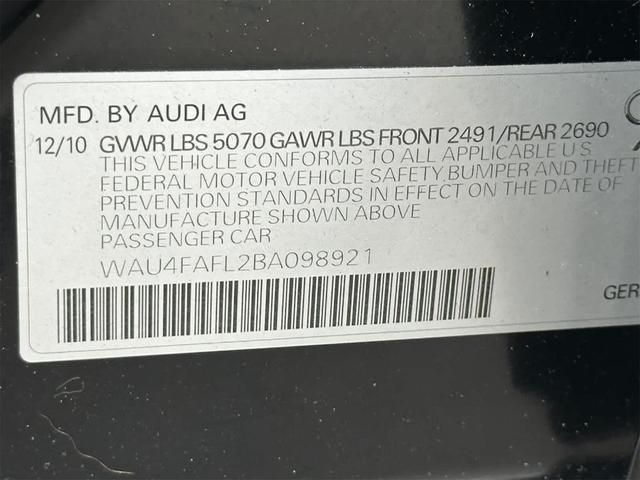 MFD. BY AUDI AG
12/10 GVWR LBS 5070 GAWR LBS FRONT 2491/REAR 2690
THIS VEHICLE CONFORMS TO ALL APPLICABLE U S
FEDERAL MOTOR VEHICLE SAFETY, BUMPER AND THEFT
PREVENTION STANDARDS IN EFFECT ON THE DATE OF
MANUFACTURE SHOWN ABOVE
PASSENGER CAR
WAU4FAFL2BA098921
GER